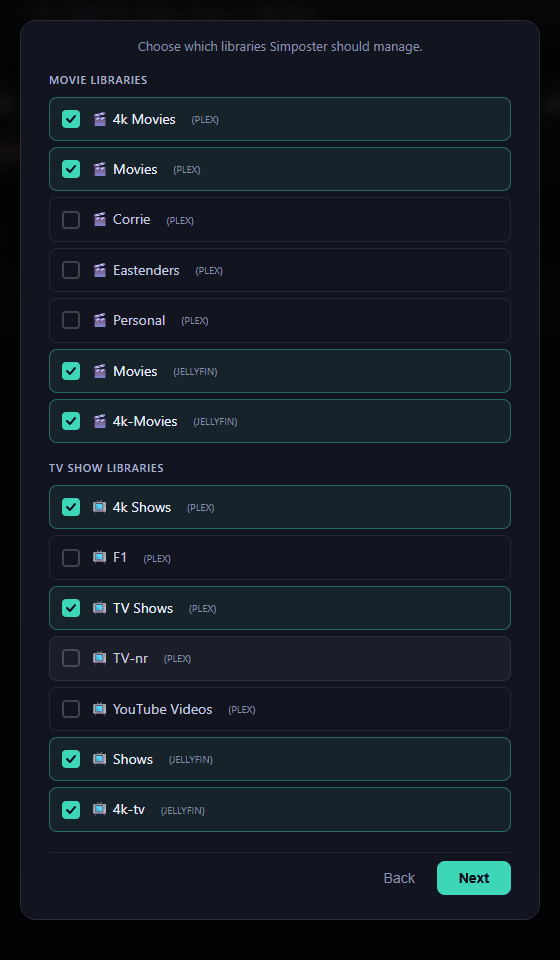 Choose which libraries Simposter should manage.
MOVIE LIBRARIES
4k Movies (PLEX)
Movies (PLEX)
Corrie (PLEX)
Eastenders (PLEX)
Personal (PLEX)
Movies (JELLYFIN)
4k-Movies (JELLYFIN)
TV SHOW LIBRARIES
4k Shows (PLEX)
F1 (PLEX)
TV Shows (PLEX)
TV-nr (PLEX)
YouTube Videos (PLEX)
Shows (JELLYFIN)
4k-tv (JELLYFIN)
Back Next